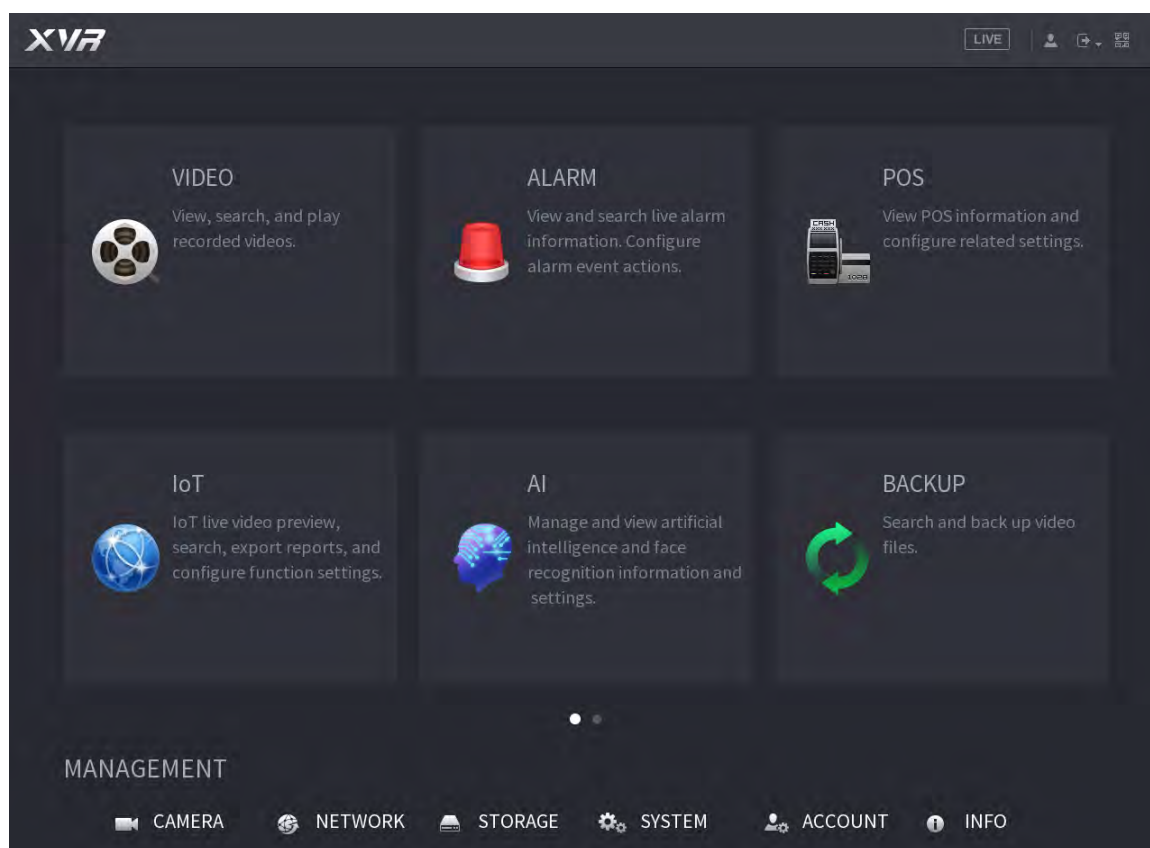 XVR
LIVE
VIDEO
View, search, and play
recorded videos.
ALARM
View and search live alarm
information. Configure
alarm event actions.
POS
View POS information and
configure related settings.
CASH
IoT
IoT live video preview,
search, export reports, and
configure function settings.
AI
Manage and view artificial
intelligence and face
recognition information and
settings.
BACKUP
Search and back up video
files.
MANAGEMENT
CAMERA NETWORK STORAGE SYSTEM ACCOUNT INFO